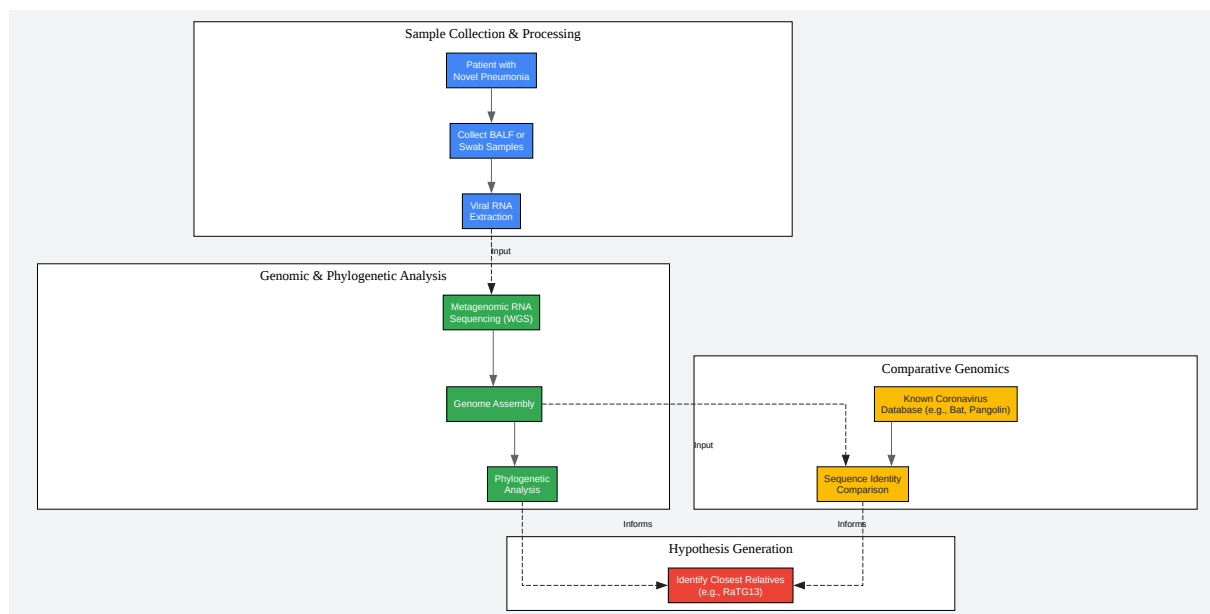 Sample Collection & Processing
Patient with
Novel Pneumonia
Collect BALF or
Swab Samples
Viral RNA
Extraction
Input
Genomic & Phylogenetic Analysis
Metagenomic RNA
Sequencing (WGS)
Genome Assembly
Phylogenetic
Analysis
Comparative Genomics
Known Coronavirus
Database (e.g., Bat, Pangolin)
Input
Sequence Identity
Comparison
Informs
Informs
Hypothesis Generation
Identify Closest Relatives
(e.g., RaTG13)